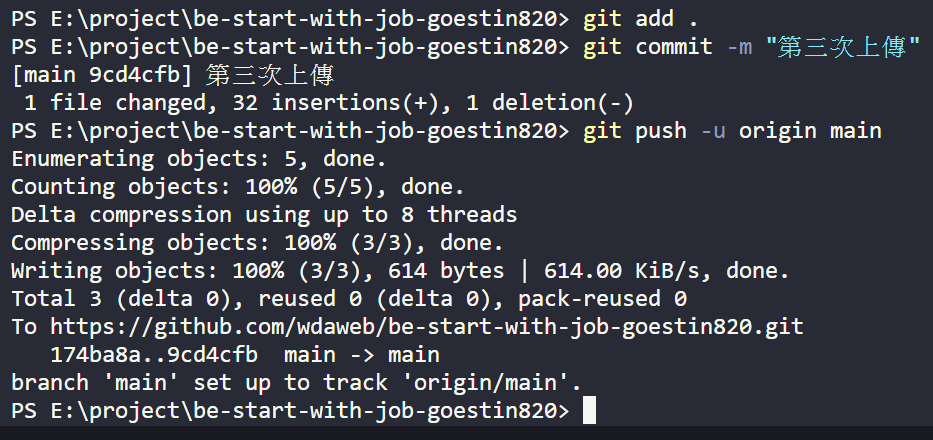 PS E:\project\be-start-with-job-goestin820> git add .
PS E:\project\be-start-with-job-goestin820> git commit -m "第三次上傳"
[main 9cd4cfb] 第三次上傳
 1 file changed, 32 insertions(+), 1 deletion(-)
PS E:\project\be-start-with-job-goestin820> git push -u origin main
Enumerating objects: 5, done.
Counting objects: 100% (5/5), done.
Delta compression using up to 8 threads
Compressing objects: 100% (3/3), done.
Writing objects: 100% (3/3), 614 bytes | 614.00 KiB/s, done.
Total 3 (delta 0), reused 0 (delta 0), pack-reused 0
To https://github.com/wdaweb/be-start-with-job-goestin820.git
   174ba8a..9cd4cfb  main -> main
branch 'main' set up to track 'origin/main'.
PS E:\project\be-start-with-job-goestin820>